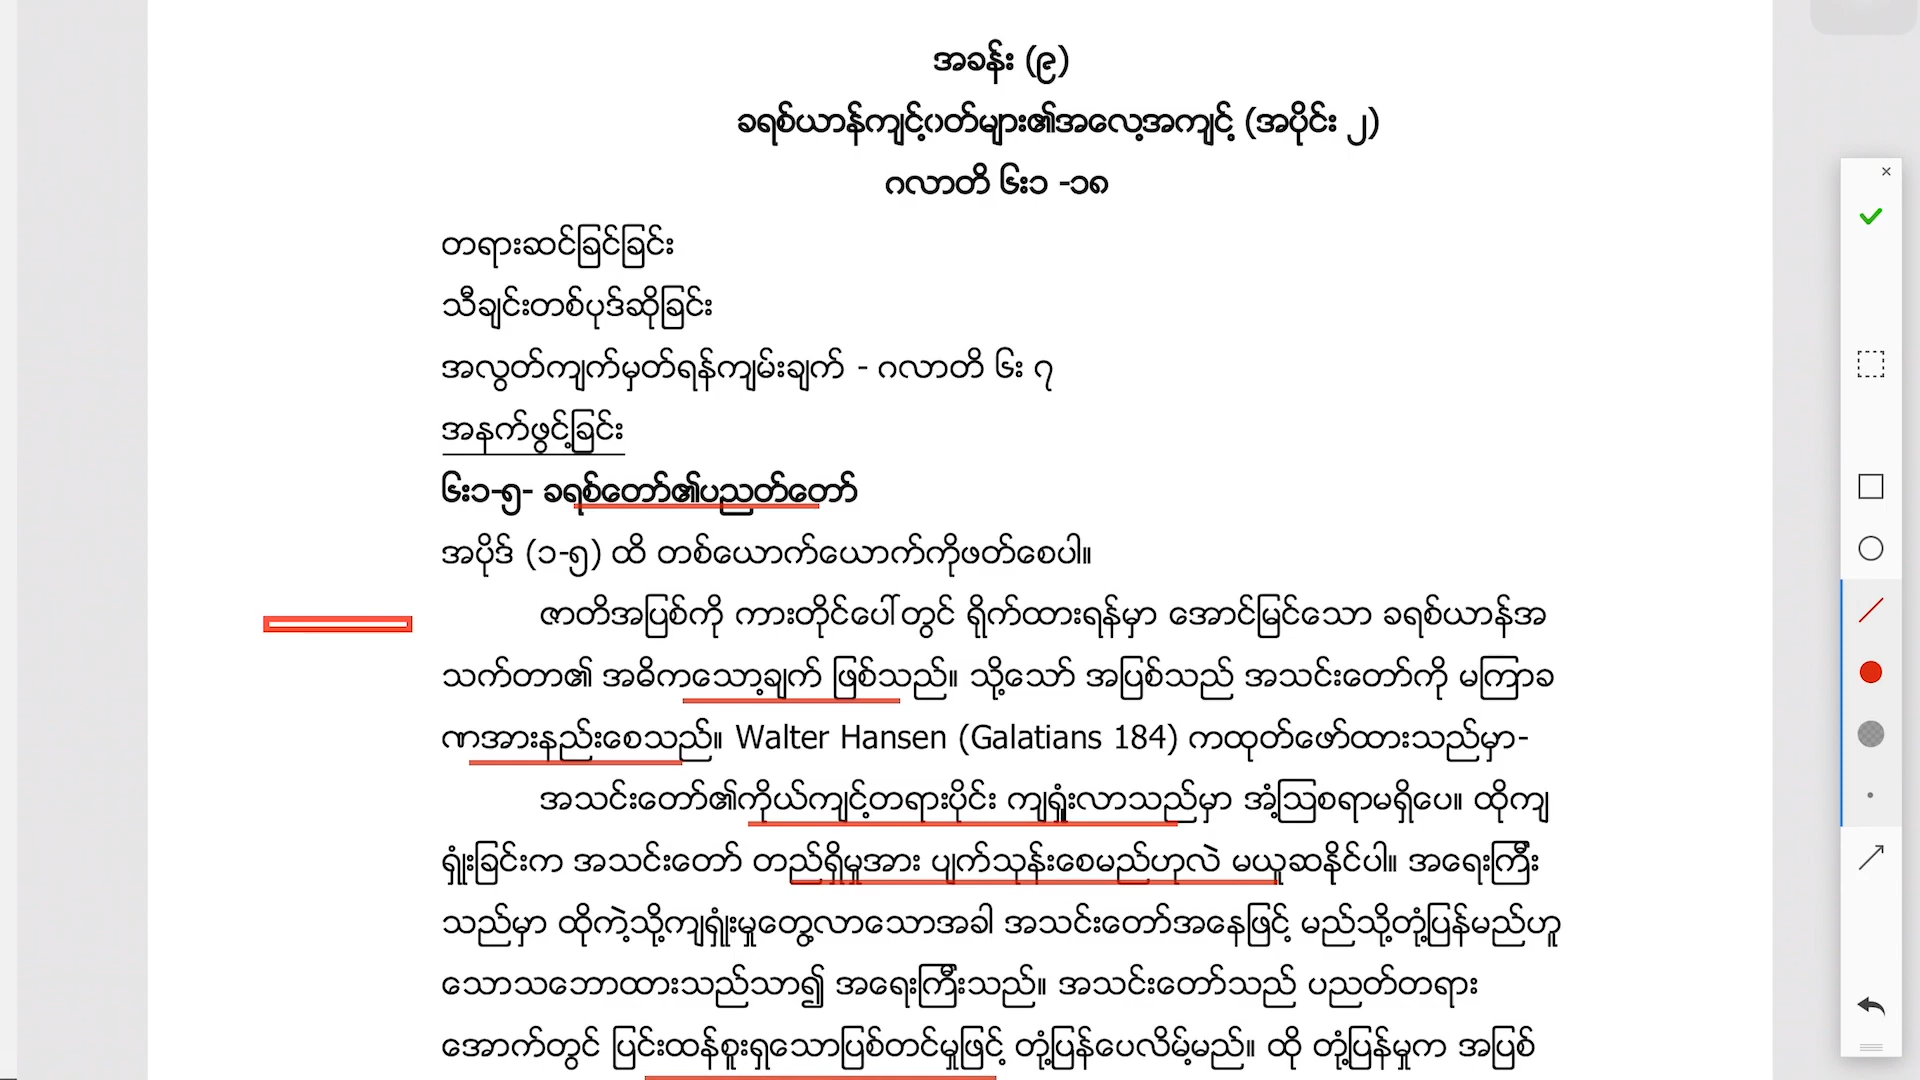 အခန်း (၉)
ခရစ်ယာန်ကျင့်ဝတ်များ၏အလေ့အကျင့် (အပိုင်း ၂)
ဂလာတိ ၆း၁ -၁၈
တရားဆင်ခြင်ခြင်း
သီချင်းတစ်ပုဒ်ဆိုခြင်း
အလွတ်ကျက်မှတ်ရန်ကျမ်းချက် - ဂလာတိ ၆း ၇
အနက်ဖွင့်ခြင်း
၆း၁-၅- ခရစ်တော်၏ပညတ်တော်
အပိုဒ် (၁-၅) ထိ တစ်ယောက်ယောက်ကိုဖတ်စေပါ။
ဇာတိအပြစ်ကို ကားတိုင်ပေါ်တွင် ရိုက်ထားရန်မှာ အောင်မြင်သော ခရစ်ယာန်အ
သက်တာ၏ အဓိကသော့ချက် ဖြစ်သည်။ သို့သော် အပြစ်သည် အသင်းတော်ကို မကြာခ
ဏအားနည်းစေသည်။ Walter Hansen (Galatians 184) ကထုတ်ဖော်ထားသည်မှာ-
အသင်းတော်၏ကိုယ်ကျင့်တရားပိုင်း ကျရှုံးလာသည်မှာ အံ့သြစရာမရှိပေ။ ထိုကျ
ရှုံးခြင်းက အသင်းတော် တည်ရှိမှုအား ပျက်သုန်းစေမည်ဟုလဲ မယူဆနိုင်ပါ။ အရေးကြီး
သည်မှာ ထိုကဲ့သို့ကျရှုံးမှုတွေ့လာသောအခါ အသင်းတော်အနေဖြင့် မည်သို့တုံ့ပြန်မည်ဟူ
သောသဘောထားသည်သာ၍ အရေးကြီးသည်။ အသင်းတော်သည် ပညတ်တရား
အောက်တွင် ပြင်းထန်စူးရှသောပြစ်တင်မှုဖြင့် တုံ့ပြန်ပေလိမ့်မည်။ ထို တုံ့ပြန်မှုက အပြစ်